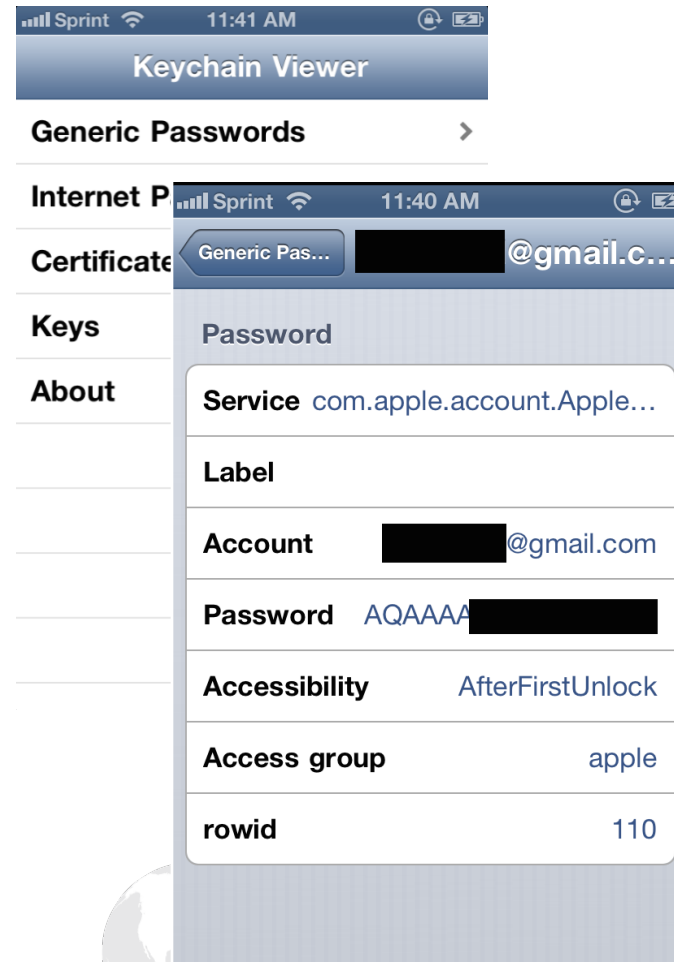 Sprint 11:41 AM
Keychain Viewer
Generic Passwords
Internet P
Certificate
Keys
About
Sprint 11:40 AM
Generic Pas... @gmail.c...
Password
Service com.apple.account.Apple...
Label
Account @gmail.com
Password AQAAAA
Accessibility AfterFirstUnlock
Access group apple
rowid 110